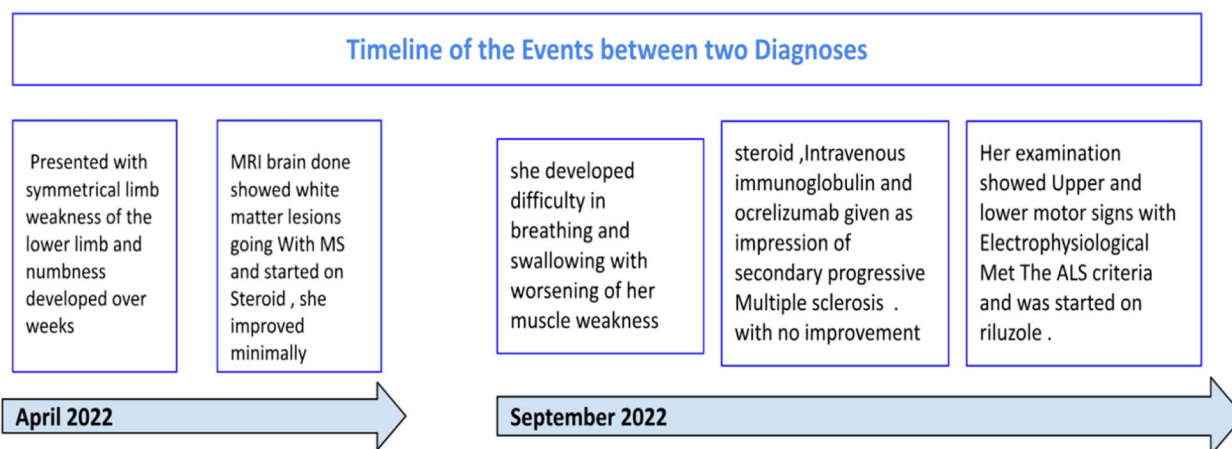 Timeline of the Events between two Diagnoses
Presented with
symmetrical limb
weakness of the
lower limb and
numbness
developed over
weeks
MRI brain done
showed white
matter lesions
going With MS
and started on
Steroid , she
improved
minimally
she developed
difficulty in
breathing and
swallowing with
worsening of her
muscle weakness
steroid ,Intravenous
immunoglobulin and
ocrelizumab given as
impression of
secondary progressive
Multiple sclerosis .
with no improvement
Her examination
showed Upper and
lower motor signs with
Electrophysiological
Met The ALS criteria
and was started on
riluzole .
April 2022
September 2022